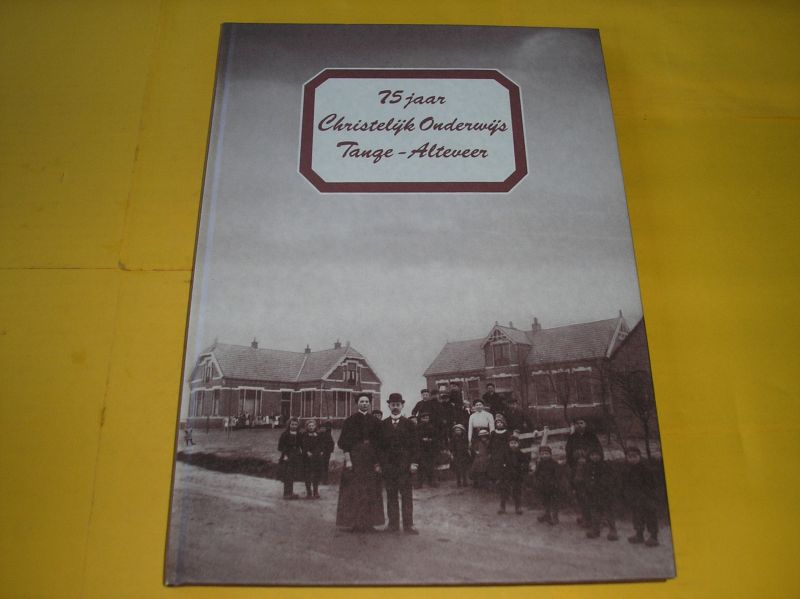 75 jaar
Christelijk Onderwijs
Tange - Alteveer